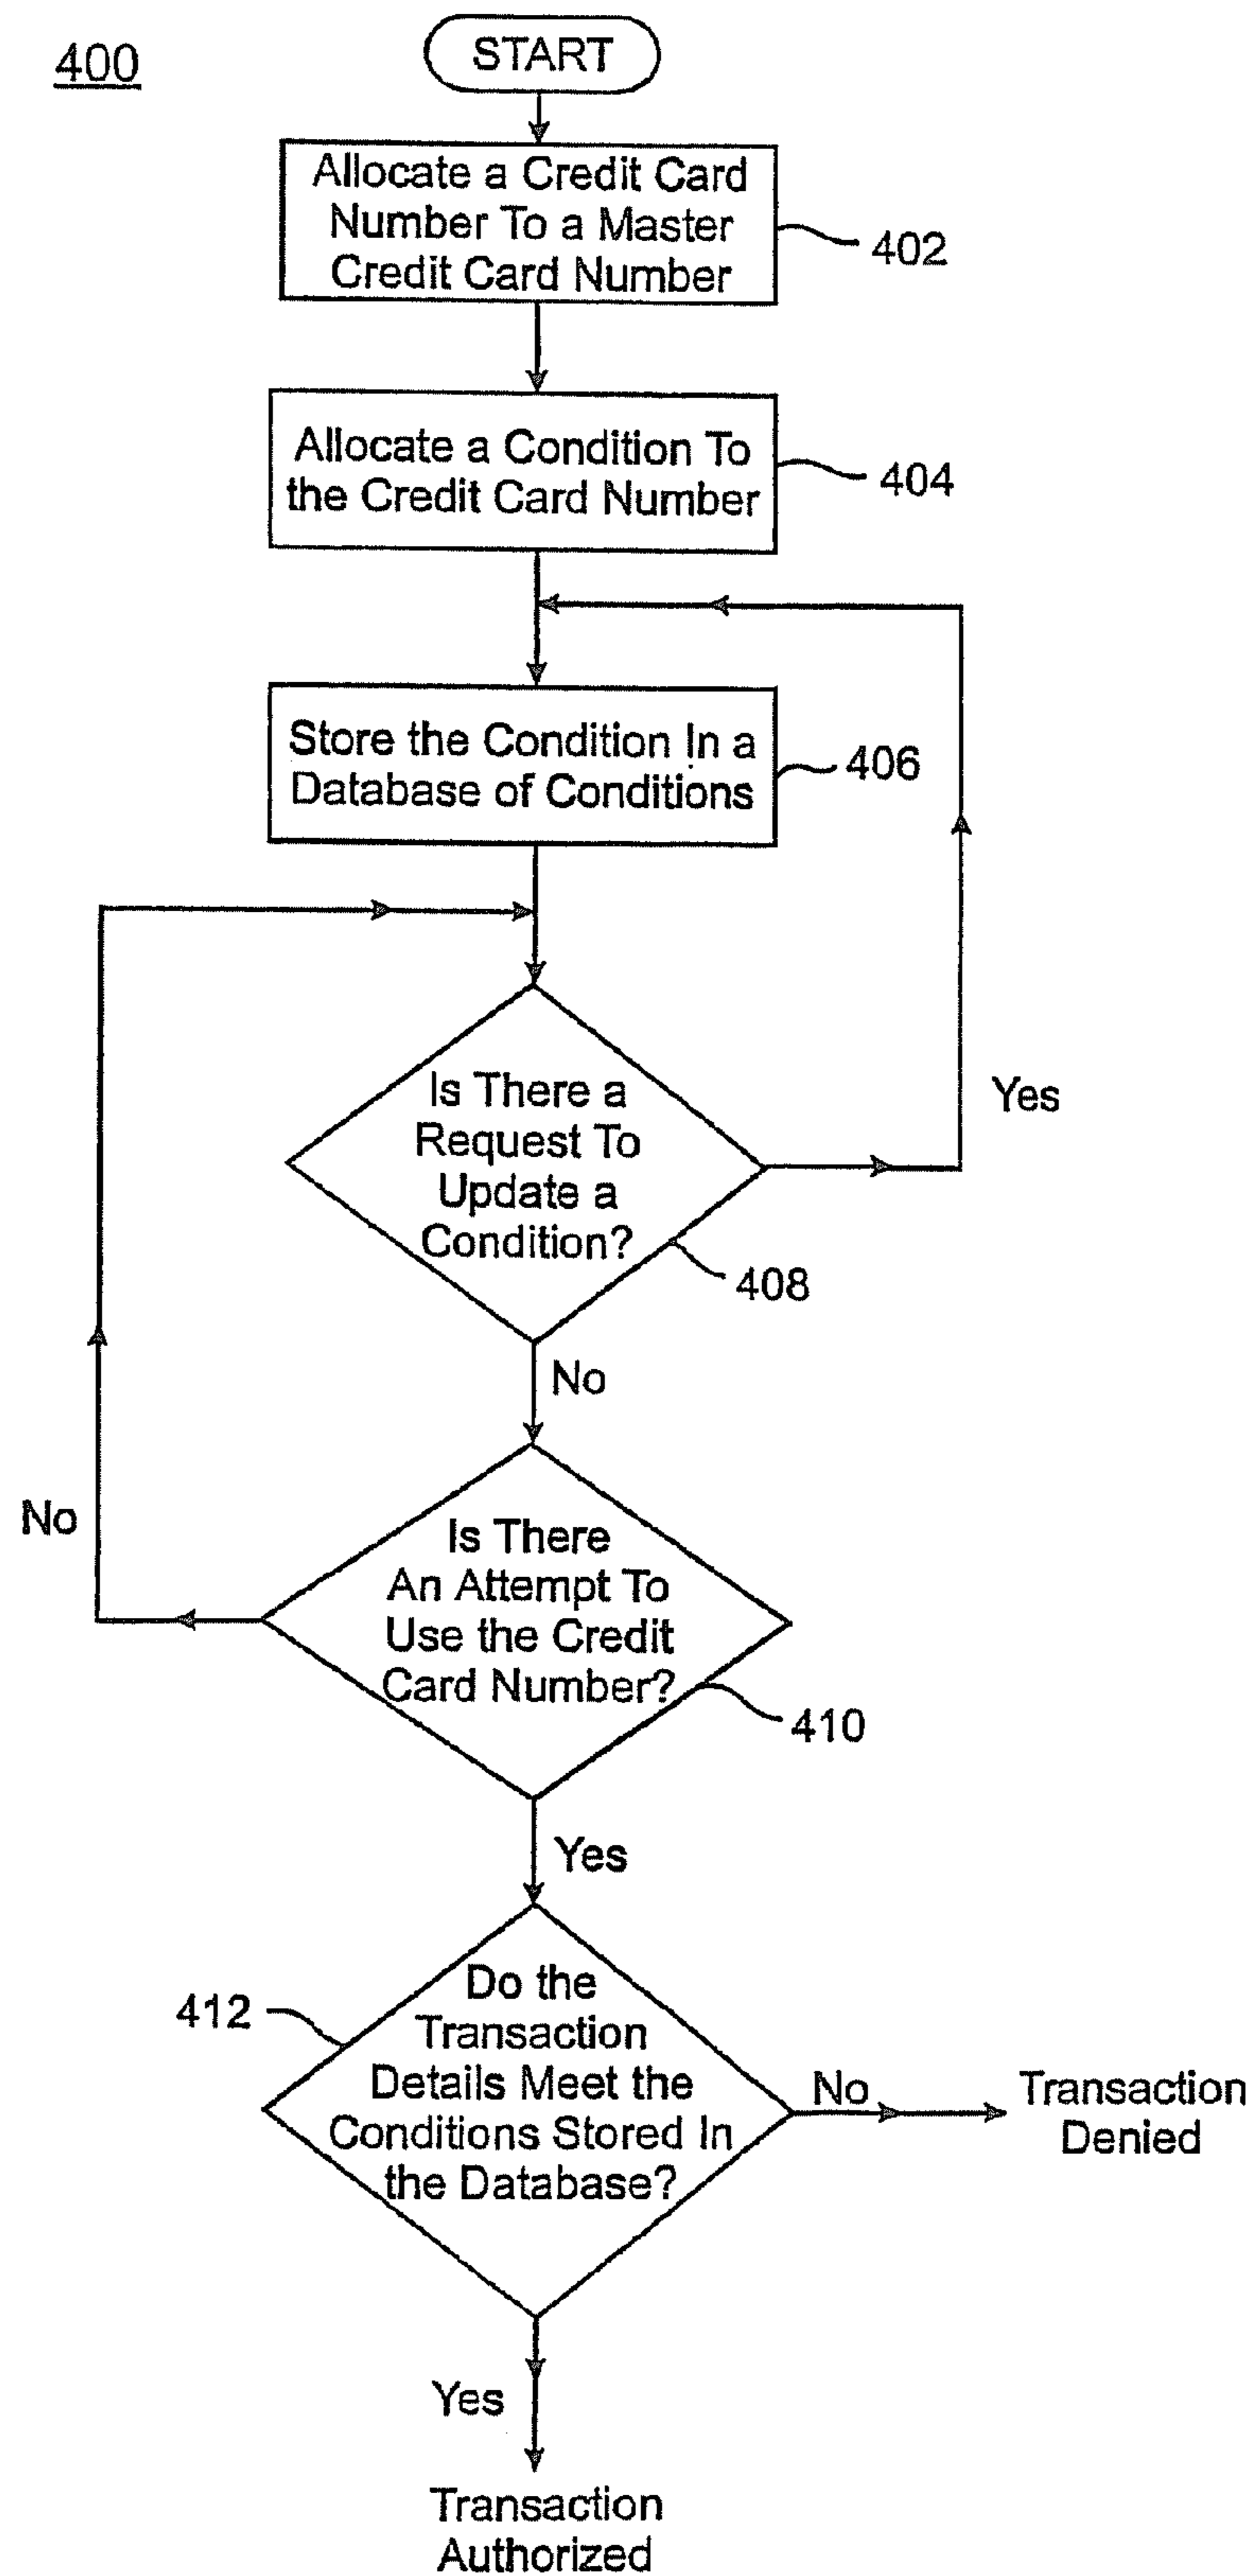 400
START
Allocate a Credit Card
Number To a Master
Credit Card Number
402
Allocate a Condition To
the Credit Card Number
404
Store the Condition In a
Database of Conditions
406
Is There a
Request To
Update a
Condition?
408
Yes
No
Is There
An Attempt To
Use the Credit
Card Number?
410
No
Yes
412
Do the
Transaction
Details Meet the
Conditions Stored In
the Database?
No
Transaction
Denied
Yes
Transaction
Authorized